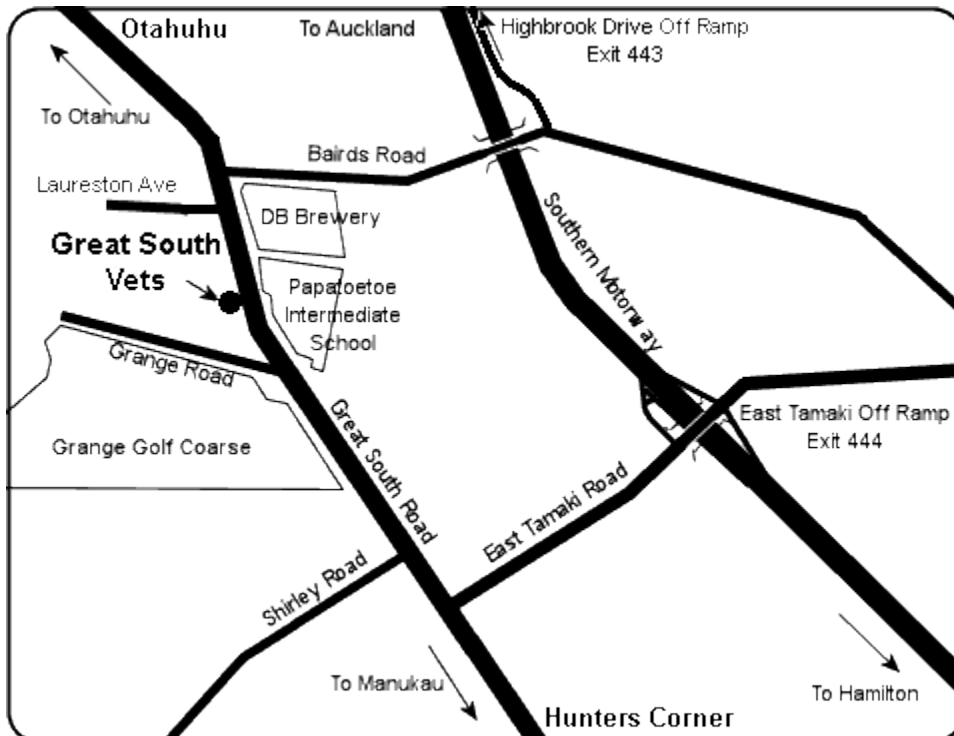 Otahuhu
To Auckland
Highbrook Drive Off Ramp
Exit 443
To Otahuhu
Bairds Road
Laureston Ave
DB Brewery
Great South
Vets
Southern Motorway
Papatoetoe
Intermediate
School
Grange Road
Great South Road
East Tamaki Off Ramp
Exit 444
Grange Golf Coarse
East Tamaki Road
Shirley Road
To Manukau
To Hamilton
Hunters Corner